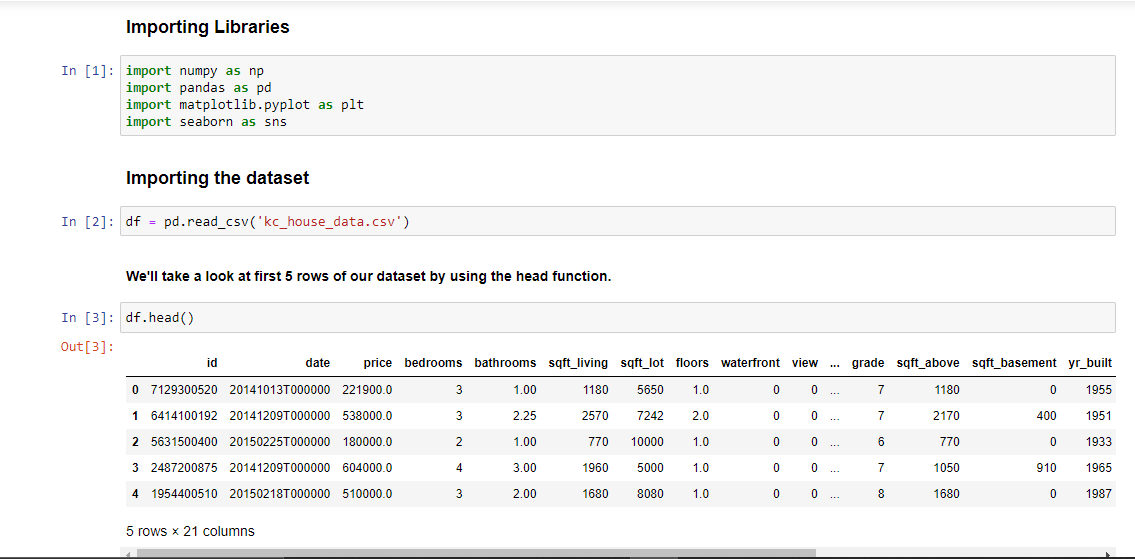 Importing Libraries
In [1]: import numpy as np
import pandas as pd
import matplotlib.pyplot as plt
import seaborn as sns
Importing the dataset
In [2]: df = pd.read_csv('kc_house_data.csv')
We'll take a look at first 5 rows of our dataset by using the head function.
In [3]: df.head()
Out[3]:
id date price bedrooms bathrooms sqft_living sqft_lot floors waterfront view ... grade sqft_above sqft_basement yr_built
0 7129300520 20141013T000000 221900.0 3 1.00 1180 5650 1.0 0 0 ... 7 1180 0 1955
1 6414100192 20141209T000000 538000.0 3 2.25 2570 7242 2.0 0 0 ... 7 2170 400 1951
2 5631500400 20150225T000000 180000.0 2 1.00 770 10000 1.0 0 0 ... 6 770 0 1933
3 2487200875 20141209T000000 604000.0 4 3.00 1960 5000 1.0 0 0 ... 7 1050 910 1965
4 1954400510 20150218T000000 510000.0 3 2.00 1680 8080 1.0 0 0 ... 8 1680 0 1987
5 rows × 21 columns